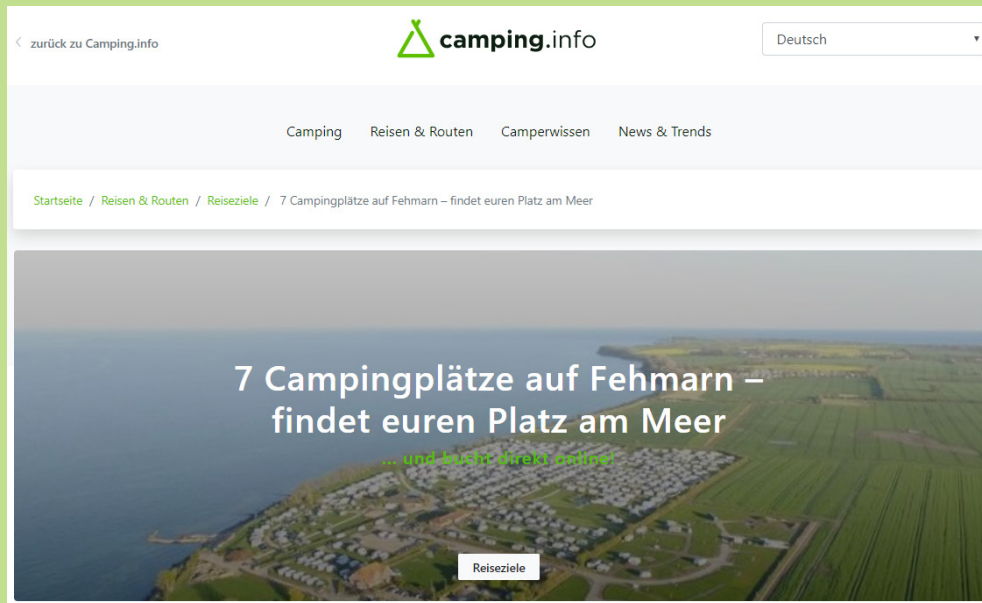 zurück zu Camping.info
camping.info
Deutsch
Camping Reisen & Routen Camperwissen News & Trends
Startseite / Reisen & Routen / Reiseziele / 7 Campingplätze auf Fehmarn – findet euren Platz am Meer
7 Campingplätze auf Fehmarn –
findet euren Platz am Meer
... und bucht direkt online!
Reiseziele